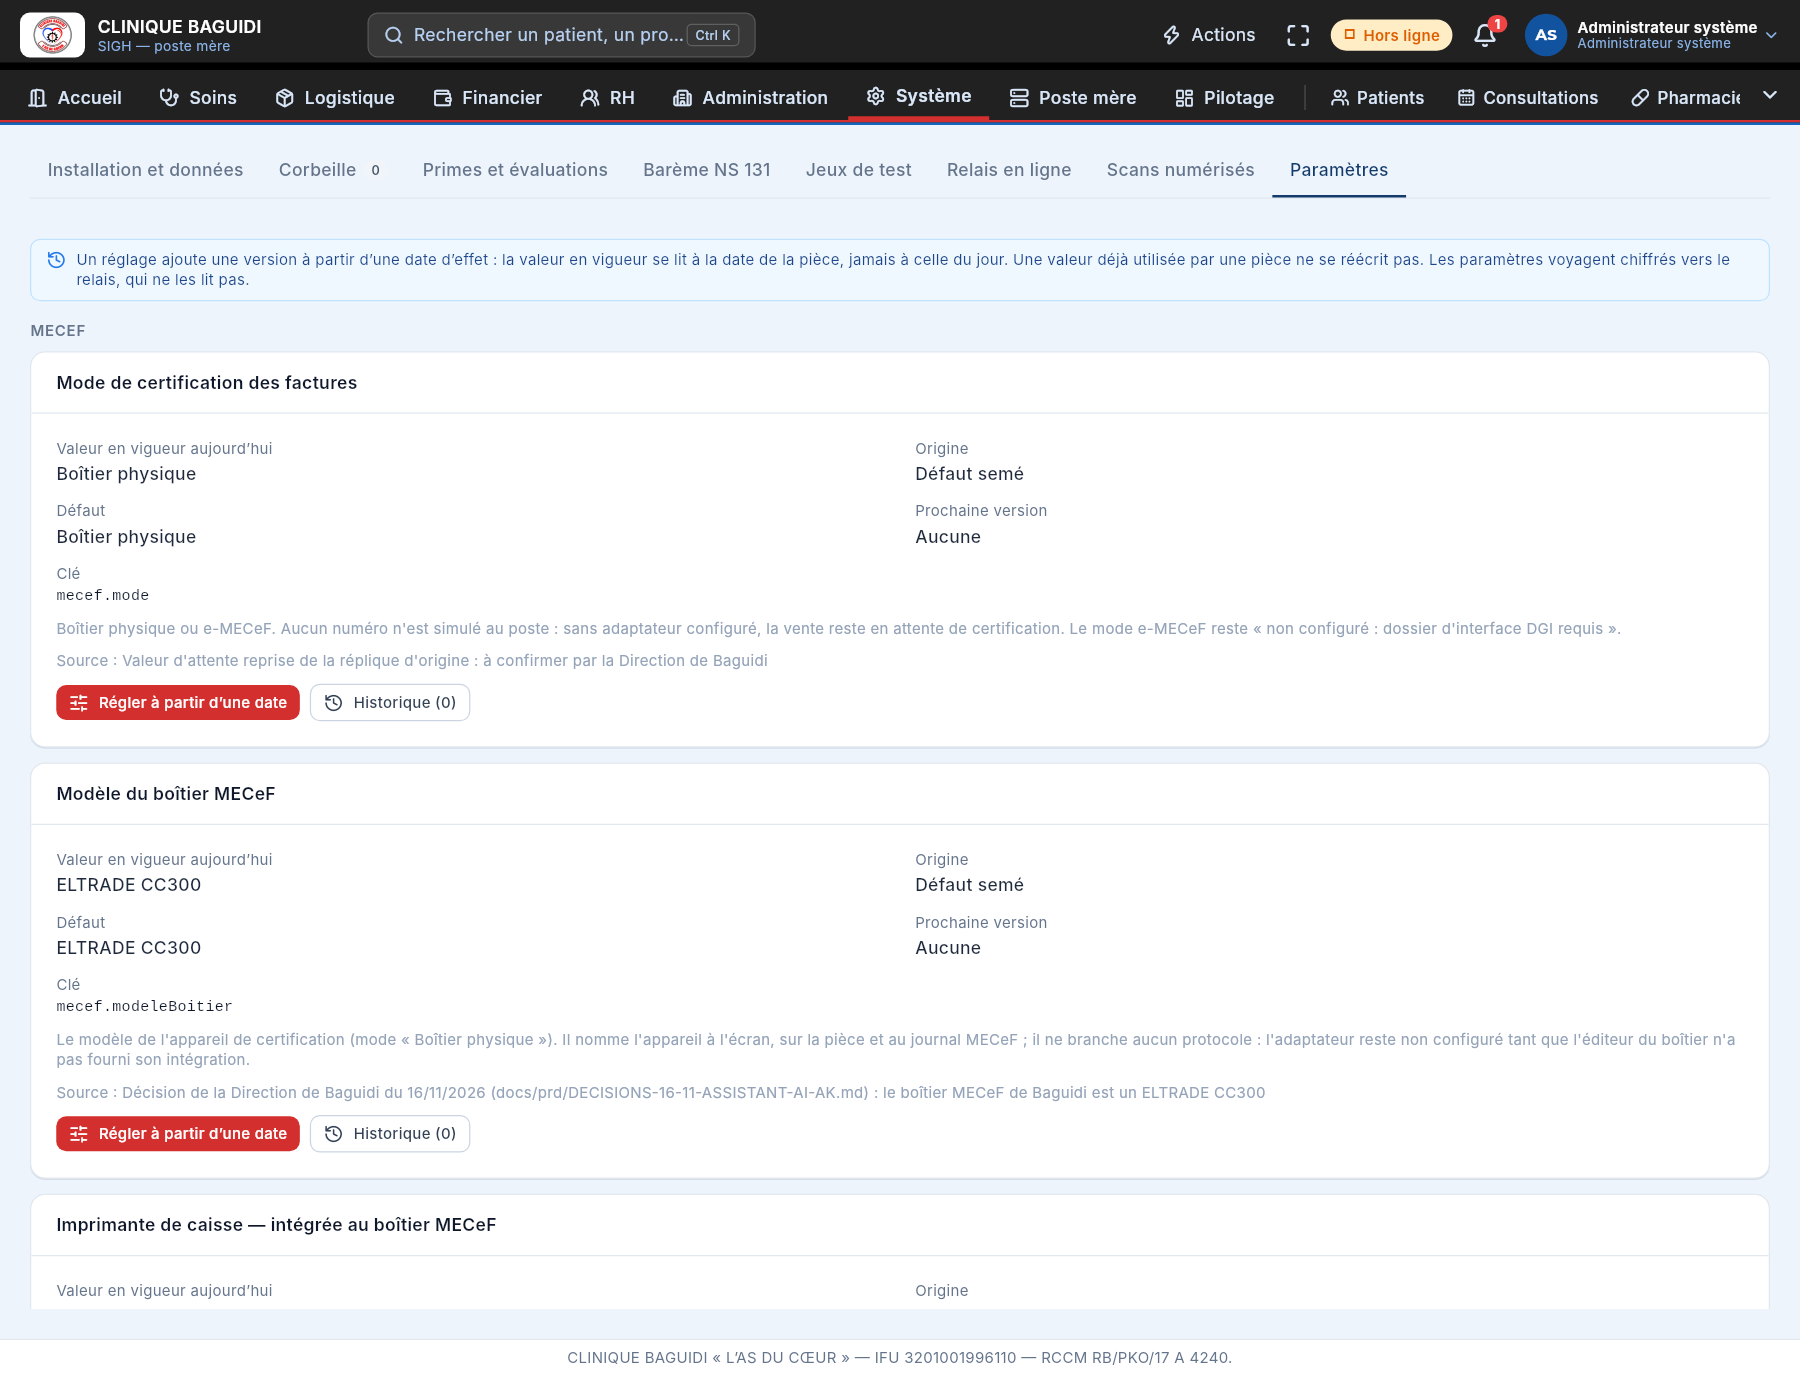 CLINIQUE BAGUIDI
SIGH — poste mère
Rechercher un patient, un pro... Ctrl K
Actions
Hors ligne
1
AS
Administrateur système
Administrateur système
Accueil
Soins
Logistique
Financier
RH
Administration
Système
Poste mère
Pilotage
Patients
Consultations
Pharmacie
Installation et données
Corbeille 0
Primes et évaluations
Barème NS 131
Jeux de test
Relais en ligne
Scans numérisés
Paramètres
Un réglage ajoute une version à partir d’une date d’effet : la valeur en vigueur se lit à la date de la pièce, jamais à celle du jour. Une valeur déjà utilisée par une pièce ne se réécrit pas. Les paramètres voyagent chiffrés vers le
relais, qui ne les lit pas.
MECEF
Mode de certification des factures
Valeur en vigueur aujourd’hui
Boîtier physique
Origine
Défaut semé
Défaut
Boîtier physique
Prochaine version
Aucune
Clé
mecef.mode
Boîtier physique ou e-MECeF. Aucun numéro n'est simulé au poste : sans adaptateur configuré, la vente reste en attente de certification. Le mode e-MECeF reste « non configuré : dossier d'interface DGI requis ».
Source : Valeur d'attente reprise de la réplique d'origine : à confirmer par la Direction de Baguidi
Régler à partir d’une date
Historique (0)
Modèle du boîtier MECeF
Valeur en vigueur aujourd’hui
ELTRADE CC300
Origine
Défaut semé
Défaut
ELTRADE CC300
Prochaine version
Aucune
Clé
mecef.modeleBoitier
Le modèle de l'appareil de certification (mode « Boîtier physique »). Il nomme l'appareil à l'écran, sur la pièce et au journal MECeF ; il ne branche aucun protocole : l'adaptateur reste non configuré tant que l'éditeur du boîtier n'a
pas fourni son intégration.
Source : Décision de la Direction de Baguidi du 16/11/2026 (docs/prd/DECISIONS-16-11-ASSISTANT-AI-AK.md) : le boîtier MECeF de Baguidi est un ELTRADE CC300
Régler à partir d’une date
Historique (0)
Imprimante de caisse — intégrée au boîtier MECeF
Valeur en vigueur aujourd’hui
Origine
CLINIQUE BAGUIDI « L’AS DU CŒUR » — IFU 3201001996110 — RCCM RB/PKO/17 A 4240.